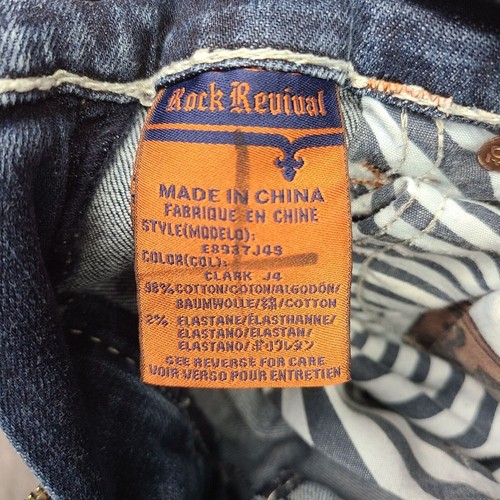 Rock Revival
MADE IN CHINA
FABRIQUE EN CHINE
STYLE(MODELO):
E8937J4S
COLOR(COL):
CLARK J4
98% COTTON/COTON/ALGODÓN/
BAUMWOLLE/綿/COTTON
2% ELASTANE/ÉLASTHANNE/
ELASTANO/ELASTAN/
ELASTANO/ポリウレタン
SEE REVERSE FOR CARE
VOIR VERSO POUR ENTRETIEN